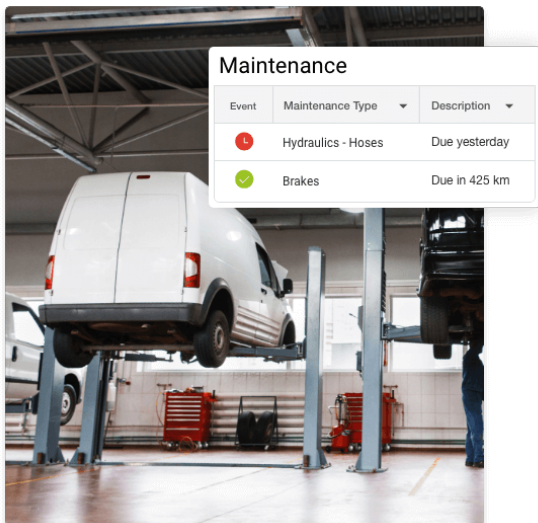 Maintenance
Event Maintenance Type Description
Hydraulics - Hoses Due yesterday
Brakes Due in 425 km